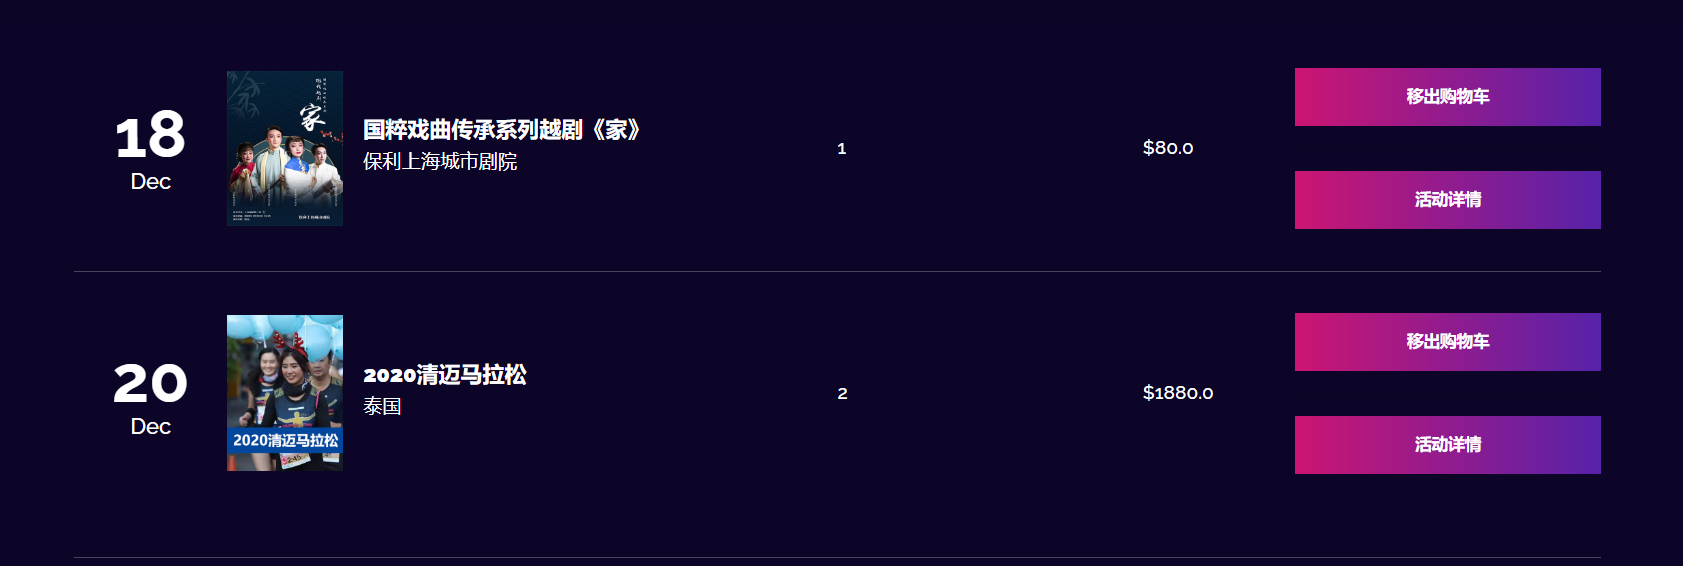 18
Dec
家
国粹戏曲传承系列越剧《家》
保利上海城市剧院
1
$80.0
移出购物车
活动详情
20
Dec
2020清迈马拉松
2020清迈马拉松
泰国
2
$1880.0
移出购物车
活动详情